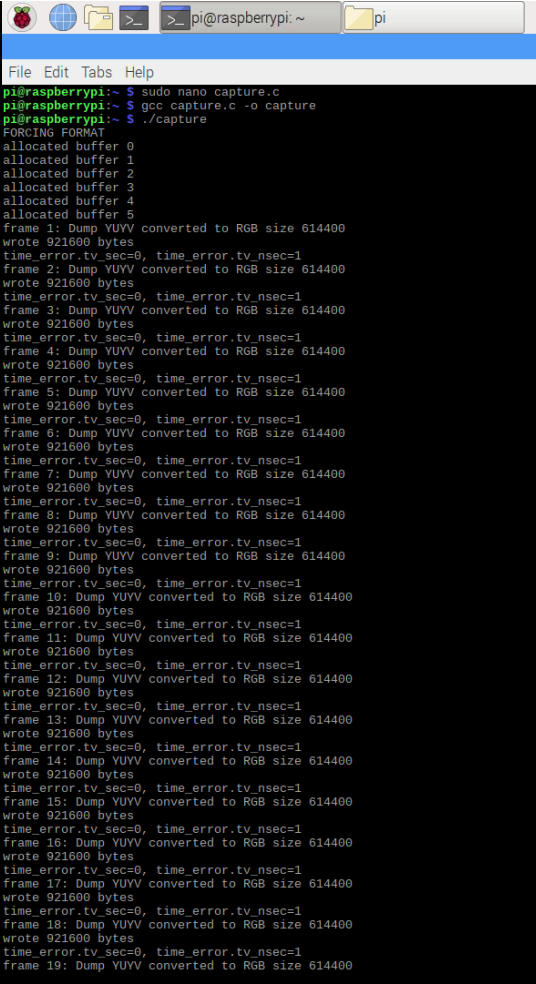 pi@raspberrypi: ~
pi
File Edit Tabs Help
pi@raspberrypi:~ $ sudo nano capture.c
pi@raspberrypi:~ $ gcc capture.c -o capture
pi@raspberrypi:~ $ ./capture
FORCING FORMAT
allocated buffer 0
allocated buffer 1
allocated buffer 2
allocated buffer 3
allocated buffer 4
allocated buffer 5
frame 1: Dump YUYV converted to RGB size 614400
wrote 921600 bytes
time_error.tv_sec=0, time_error.tv_nsec=1
frame 2: Dump YUYV converted to RGB size 614400
wrote 921600 bytes
time_error.tv_sec=0, time_error.tv_nsec=1
frame 3: Dump YUYV converted to RGB size 614400
wrote 921600 bytes
time_error.tv_sec=0, time_error.tv_nsec=1
frame 4: Dump YUYV converted to RGB size 614400
wrote 921600 bytes
time_error.tv_sec=0, time_error.tv_nsec=1
frame 5: Dump YUYV converted to RGB size 614400
wrote 921600 bytes
time_error.tv_sec=0, time_error.tv_nsec=1
frame 6: Dump YUYV converted to RGB size 614400
wrote 921600 bytes
time_error.tv_sec=0, time_error.tv_nsec=1
frame 7: Dump YUYV converted to RGB size 614400
wrote 921600 bytes
time_error.tv_sec=0, time_error.tv_nsec=1
frame 8: Dump YUYV converted to RGB size 614400
wrote 921600 bytes
time_error.tv_sec=0, time_error.tv_nsec=1
frame 9: Dump YUYV converted to RGB size 614400
wrote 921600 bytes
time_error.tv_sec=0, time_error.tv_nsec=1
frame 10: Dump YUYV converted to RGB size 614400
wrote 921600 bytes
time_error.tv_sec=0, time_error.tv_nsec=1
frame 11: Dump YUYV converted to RGB size 614400
wrote 921600 bytes
time_error.tv_sec=0, time_error.tv_nsec=1
frame 12: Dump YUYV converted to RGB size 614400
wrote 921600 bytes
time_error.tv_sec=0, time_error.tv_nsec=1
frame 13: Dump YUYV converted to RGB size 614400
wrote 921600 bytes
time_error.tv_sec=0, time_error.tv_nsec=1
frame 14: Dump YUYV converted to RGB size 614400
wrote 921600 bytes
time_error.tv_sec=0, time_error.tv_nsec=1
frame 15: Dump YUYV converted to RGB size 614400
wrote 921600 bytes
time_error.tv_sec=0, time_error.tv_nsec=1
frame 16: Dump YUYV converted to RGB size 614400
wrote 921600 bytes
time_error.tv_sec=0, time_error.tv_nsec=1
frame 17: Dump YUYV converted to RGB size 614400
wrote 921600 bytes
time_error.tv_sec=0, time_error.tv_nsec=1
frame 18: Dump YUYV converted to RGB size 614400
wrote 921600 bytes
time_error.tv_sec=0, time_error.tv_nsec=1
frame 19: Dump YUYV converted to RGB size 614400